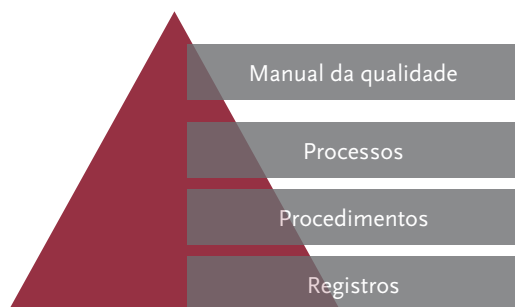 Manual da qualidade
Processos
Procedimentos
Registros